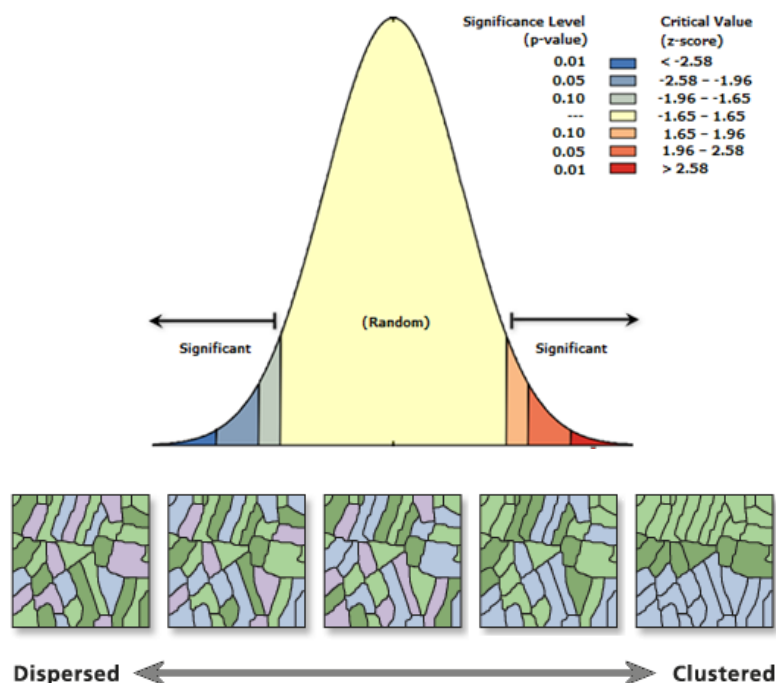 Significance Level Critical Value
(p-value) (z-score)
0.01 < -2.58
0.05 -2.58 – -1.96
0.10 -1.96 – -1.65
--- -1.65 – 1.65
0.10 1.65 – 1.96
0.05 1.96 – 2.58
0.01 > 2.58
(Random)
Significant Significant
Dispersed Clustered